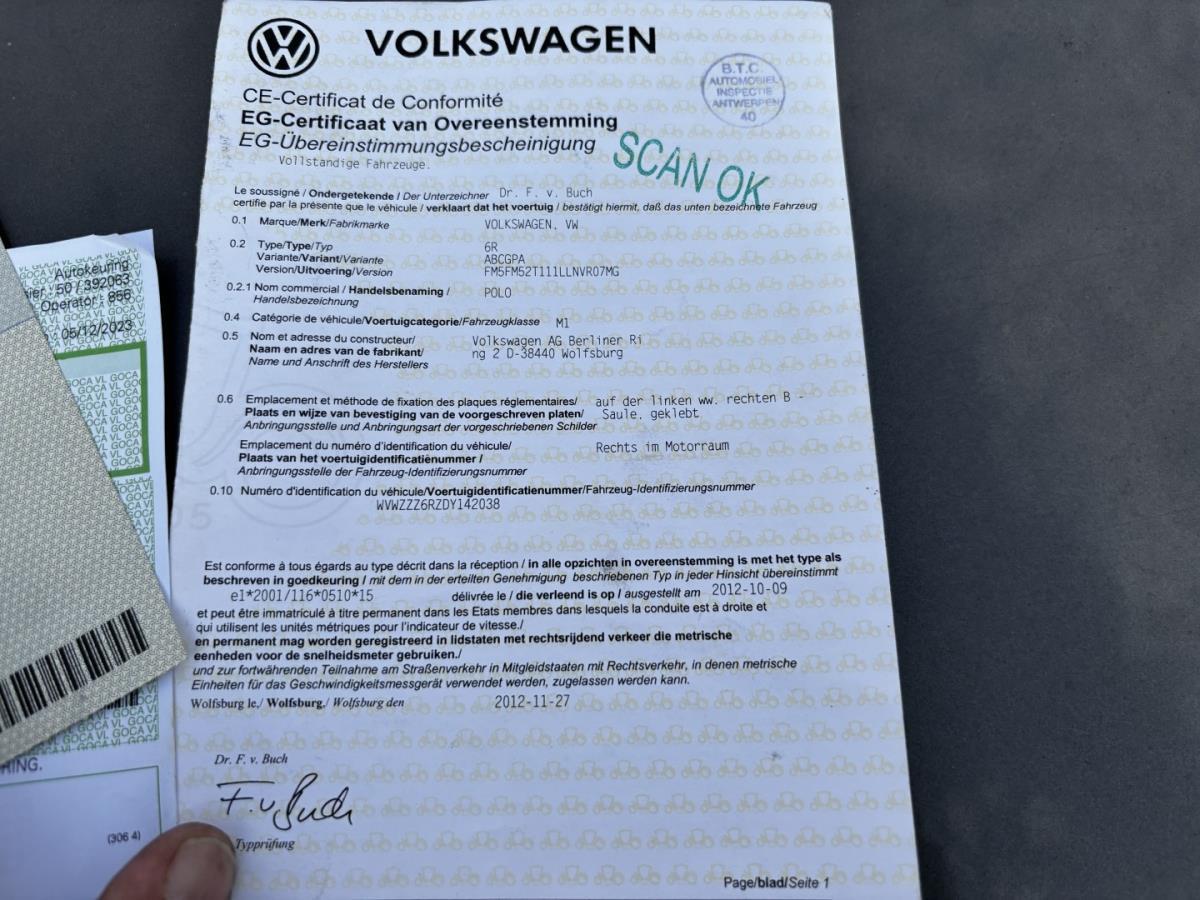 VOLKSWAGEN
B.T.C.
AUTOMOBIEL
INSPECTIE
ANTWERPEN
40
CE-Certificat de Conformité
EG-Certificaat van Overeenstemming
EG-Übereinstimmungsbescheinigung
Vollstandige Fahrzeuge.
SCAN OK
Le soussigné / Ondergetekende / Der Unterzeichner Dr. F. v. Buch
certifie par la présente que le véhicule / verklaart dat het voertuig / bestätigt hiermit, daß das unten bezeichnete Fahrzeug
0.1 Marque/Merk/Fabrikmarke VOLKSWAGEN, VW
0.2 Type/Type/Typ 6R
Variante/Variant/Variante ABCGPA
Version/Uitvoering/Version FM5FM52T111LLNVR07MG
0.2.1 Nom commercial / Handelsbenaming / POLO
Handelsbezeichnung
0.4 Catégorie de véhicule/Voertuigcategorie/Fahrzeugklasse M1
0.5 Nom et adresse du constructeur/ Volkswagen AG Berliner Ri
Naam en adres van de fabrikant/ ng 2 D-38440 Wolfsburg
Name und Anschrift des Herstellers
0.6 Emplacement et méthode de fixation des plaques réglementaires/ auf der linken ww. rechten B -
Plaats en wijze van bevestiging van de voorgeschreven platen/ Saule. geklebt
Anbringungsstelle und Anbringungsart der vorgeschriebenen Schilder
Emplacement du numéro d'identification du véhicule/ Rechts im Motorraum
Plaats van het voertuigidentificatienummer /
Anbringungsstelle der Fahrzeug-Identifizierungsnummer
0.10 Numéro d'identification du véhicule/Voertuigidentificatienummer/Fahrzeug-Identifizierungsnummer
WVWZZZ6RZDY142038
Est conforme à tous égards au type décrit dans la réception / in alle opzichten in overeenstemming is met het type als
beschreven in goedkeuring / mit dem in der erteilten Genehmigung beschriebenen Typ in jeder Hinsicht übereinstimmt
e1*2001/116*0510*15 délivrée le / die verleend is op / ausgestellt am 2012-10-09
et peut être immatriculé à titre permanent dans les Etats membres dans lesquels la conduite est à droite et
qui utilisent les unités métriques pour l'indicateur de vitesse./
en permanent mag worden geregistreerd in lidstaten met rechtsrijdend verkeer die metrische
eenheden voor de snelheidsmeter gebruiken./
und zur fortwährenden Teilnahme am Straßenverkehr in Mitgleidstaaten mit Rechtsverkehr, in denen metrische
Einheiten für das Geschwindigkeitsmessgerät verwendet werden, zugelassen werden kann.
Wolfsburg le./ Wolfsburg./ Wolfsburg den 2012-11-27
Dr. F. v. Buch
F. v. Buch
Typprüfung
Page/blad/Seite 1
Autokeuring
: 50 / 392063
Operator : 856
05/12/2023
GOCA VL GOCA
(306 4)